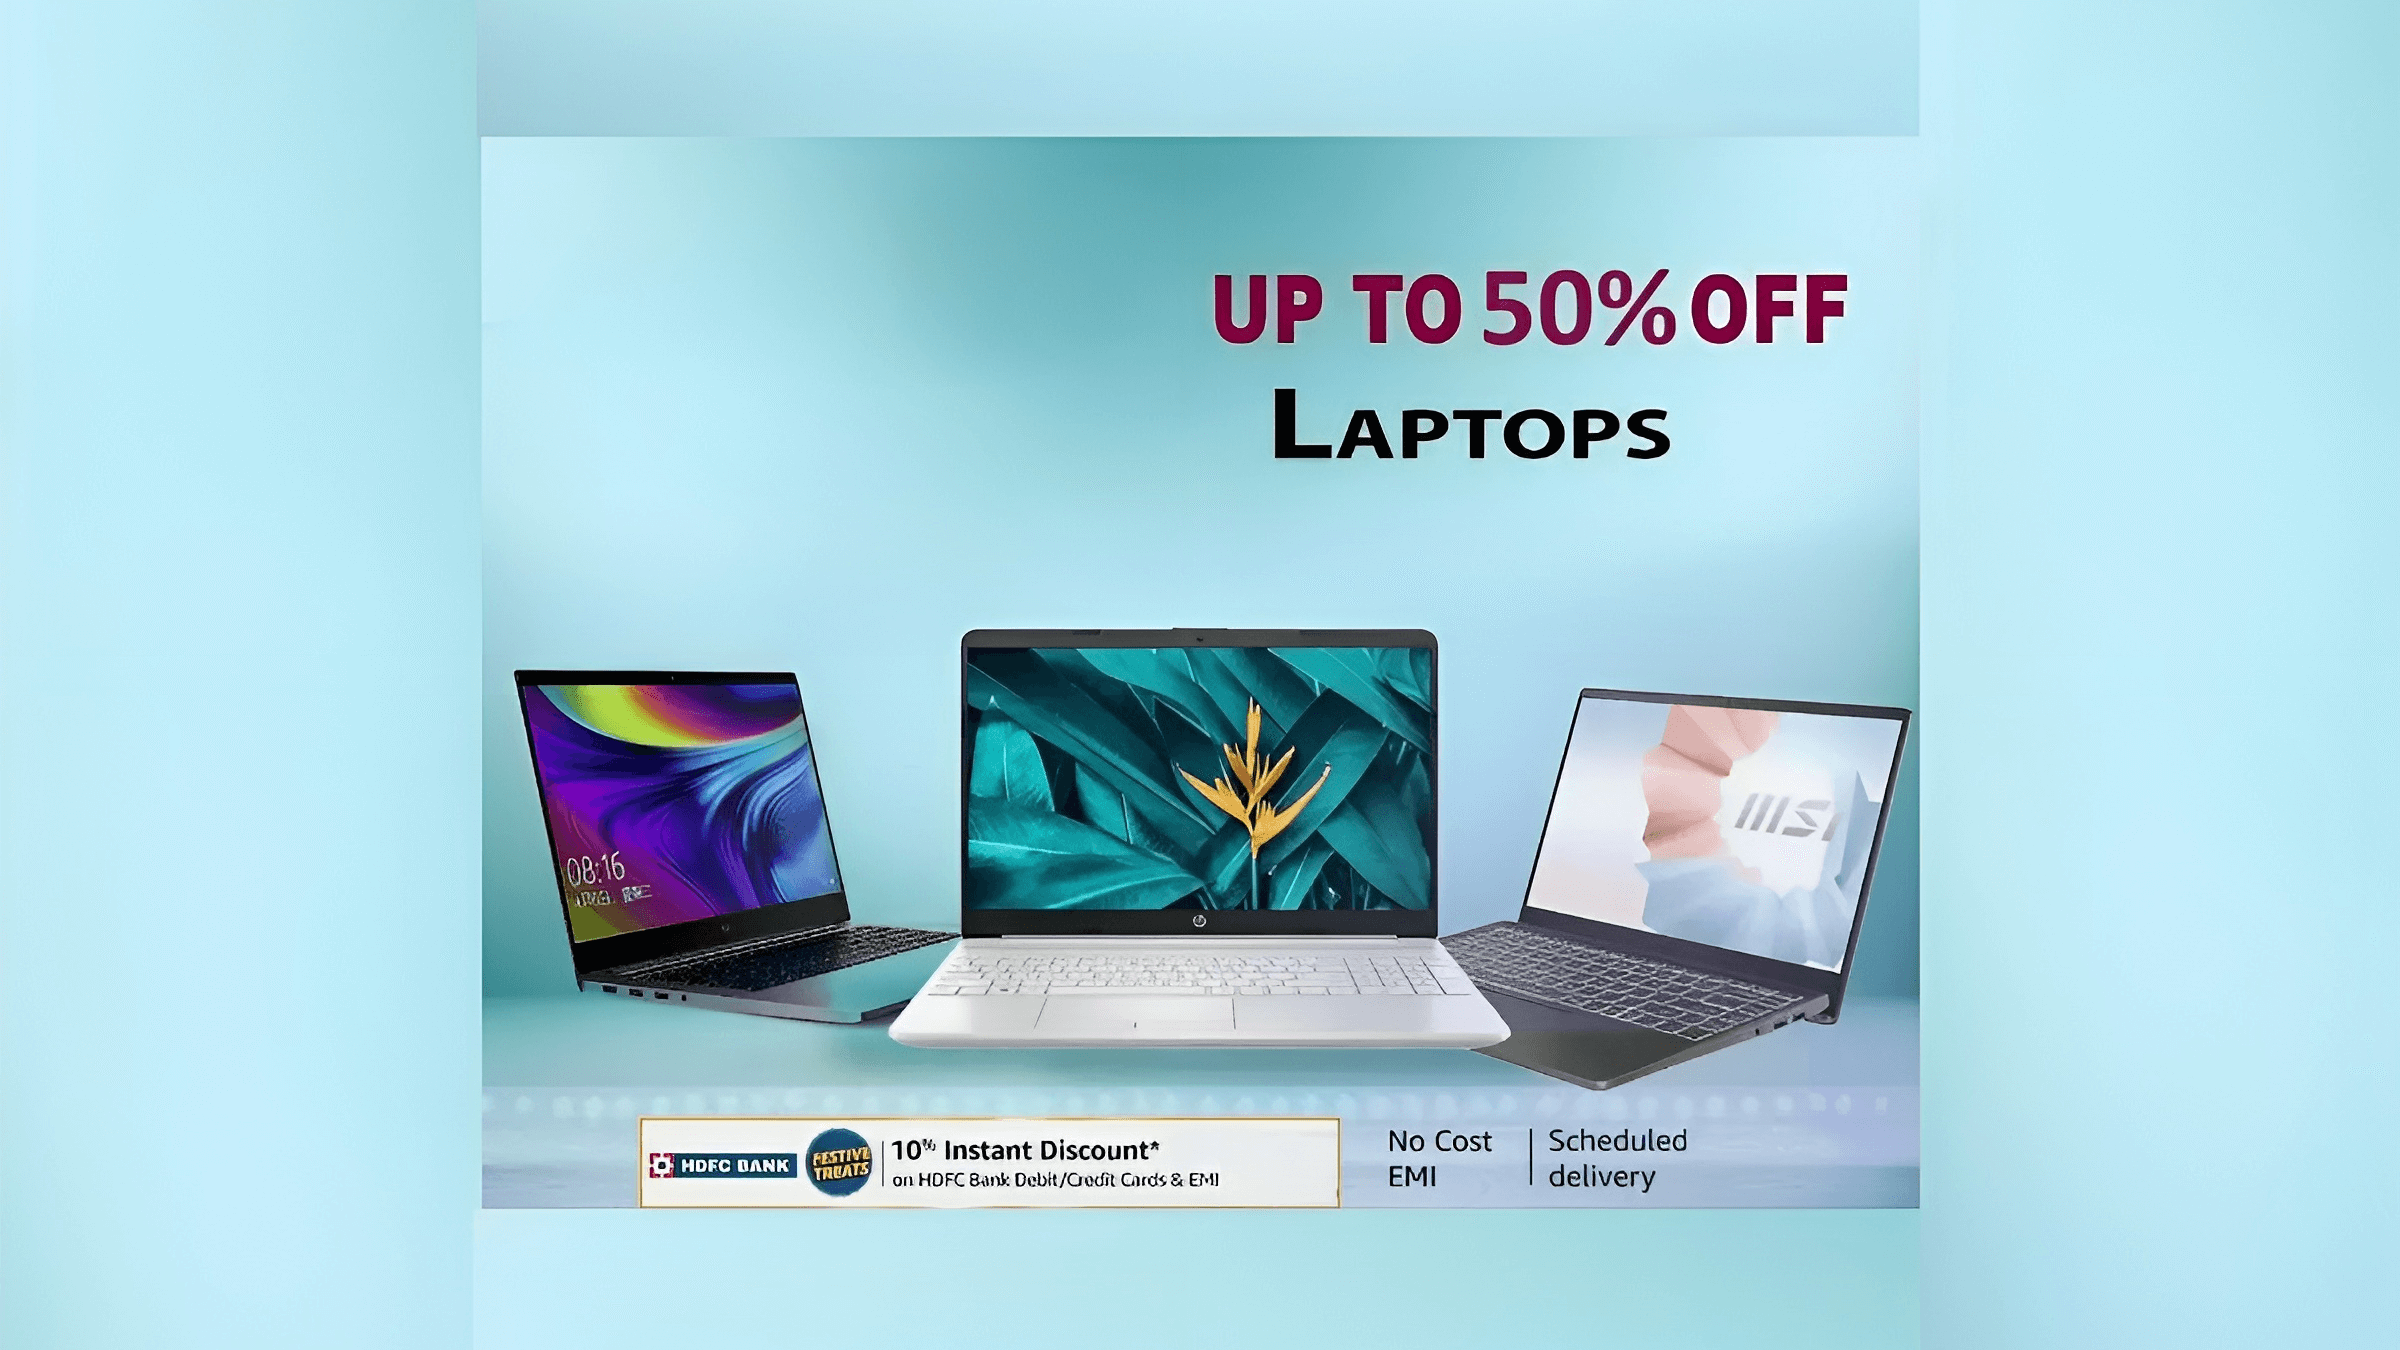 UP TO 50% OFF
LAPTOPS
08:16
msi
HDFC BANK
FESTIVE
TREATS
10% Instant Discount*
on HDFC Bank Debit/Credit Cards & EMI
No Cost
EMI
Scheduled
delivery